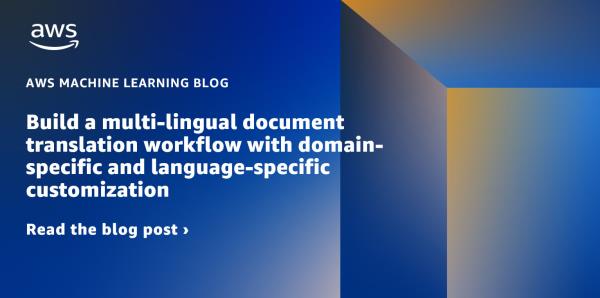 aws
AWS MACHINE LEARNING BLOG
Build a multi-lingual document
translation workflow with domain-
specific and language-specific
customization
Read the blog post ›